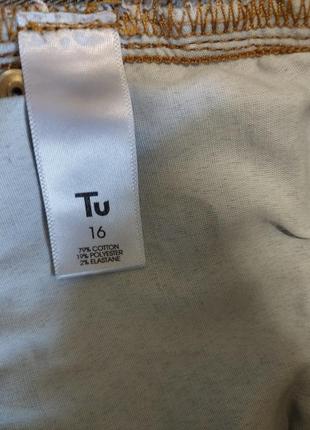 Tu
16
79% COTTON
19% POLYESTER
2% ELASTANE